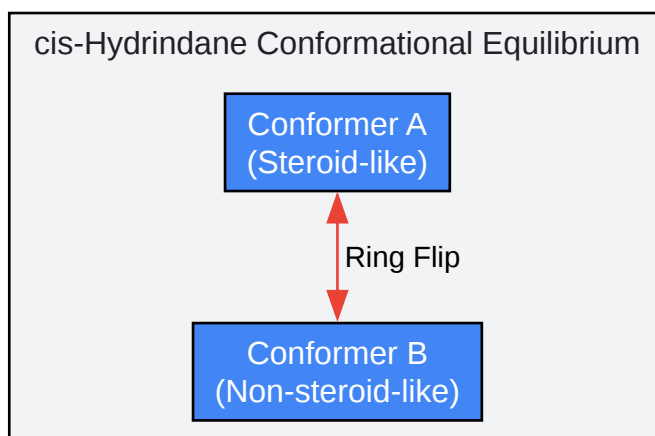 cis-Hydrindane Conformational Equilibrium
Conformer A
(Steroid-like)
Ring Flip
Conformer B
(Non-steroid-like)